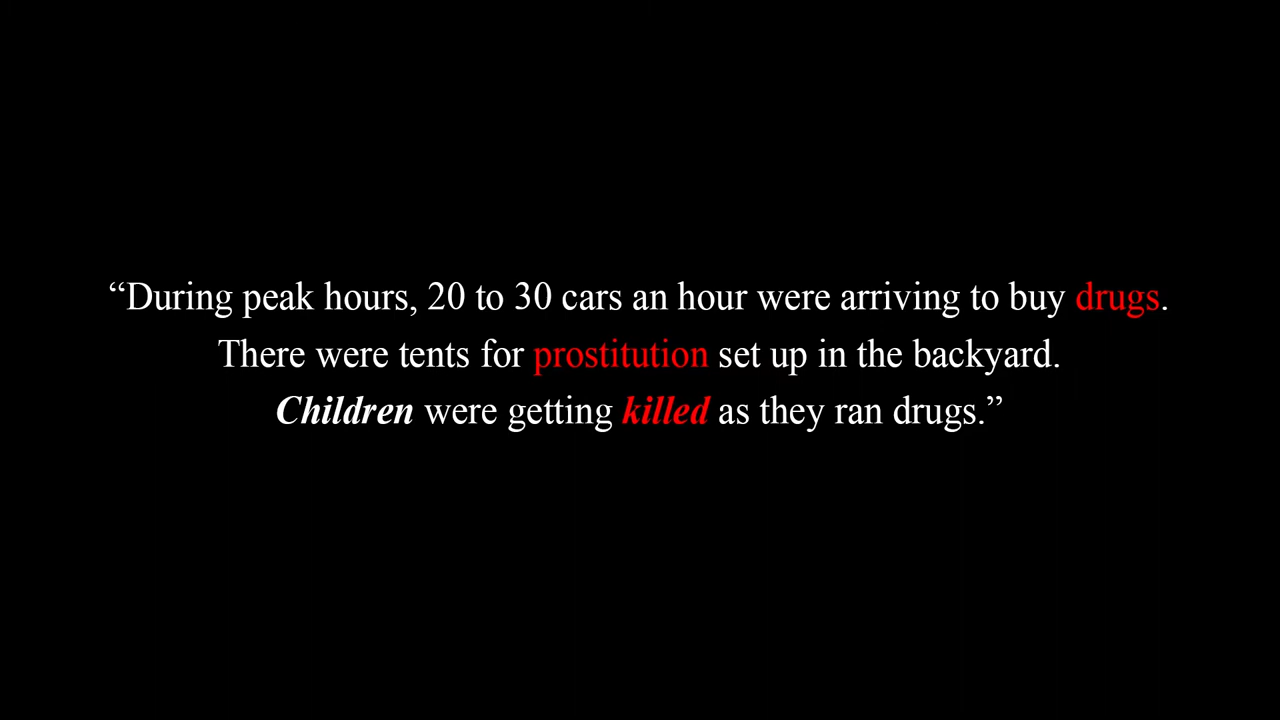 “During peak hours, 20 to 30 cars an hour were arriving to buy drugs.
There were tents for prostitution set up in the backyard.
Children were getting killed as they ran drugs.”